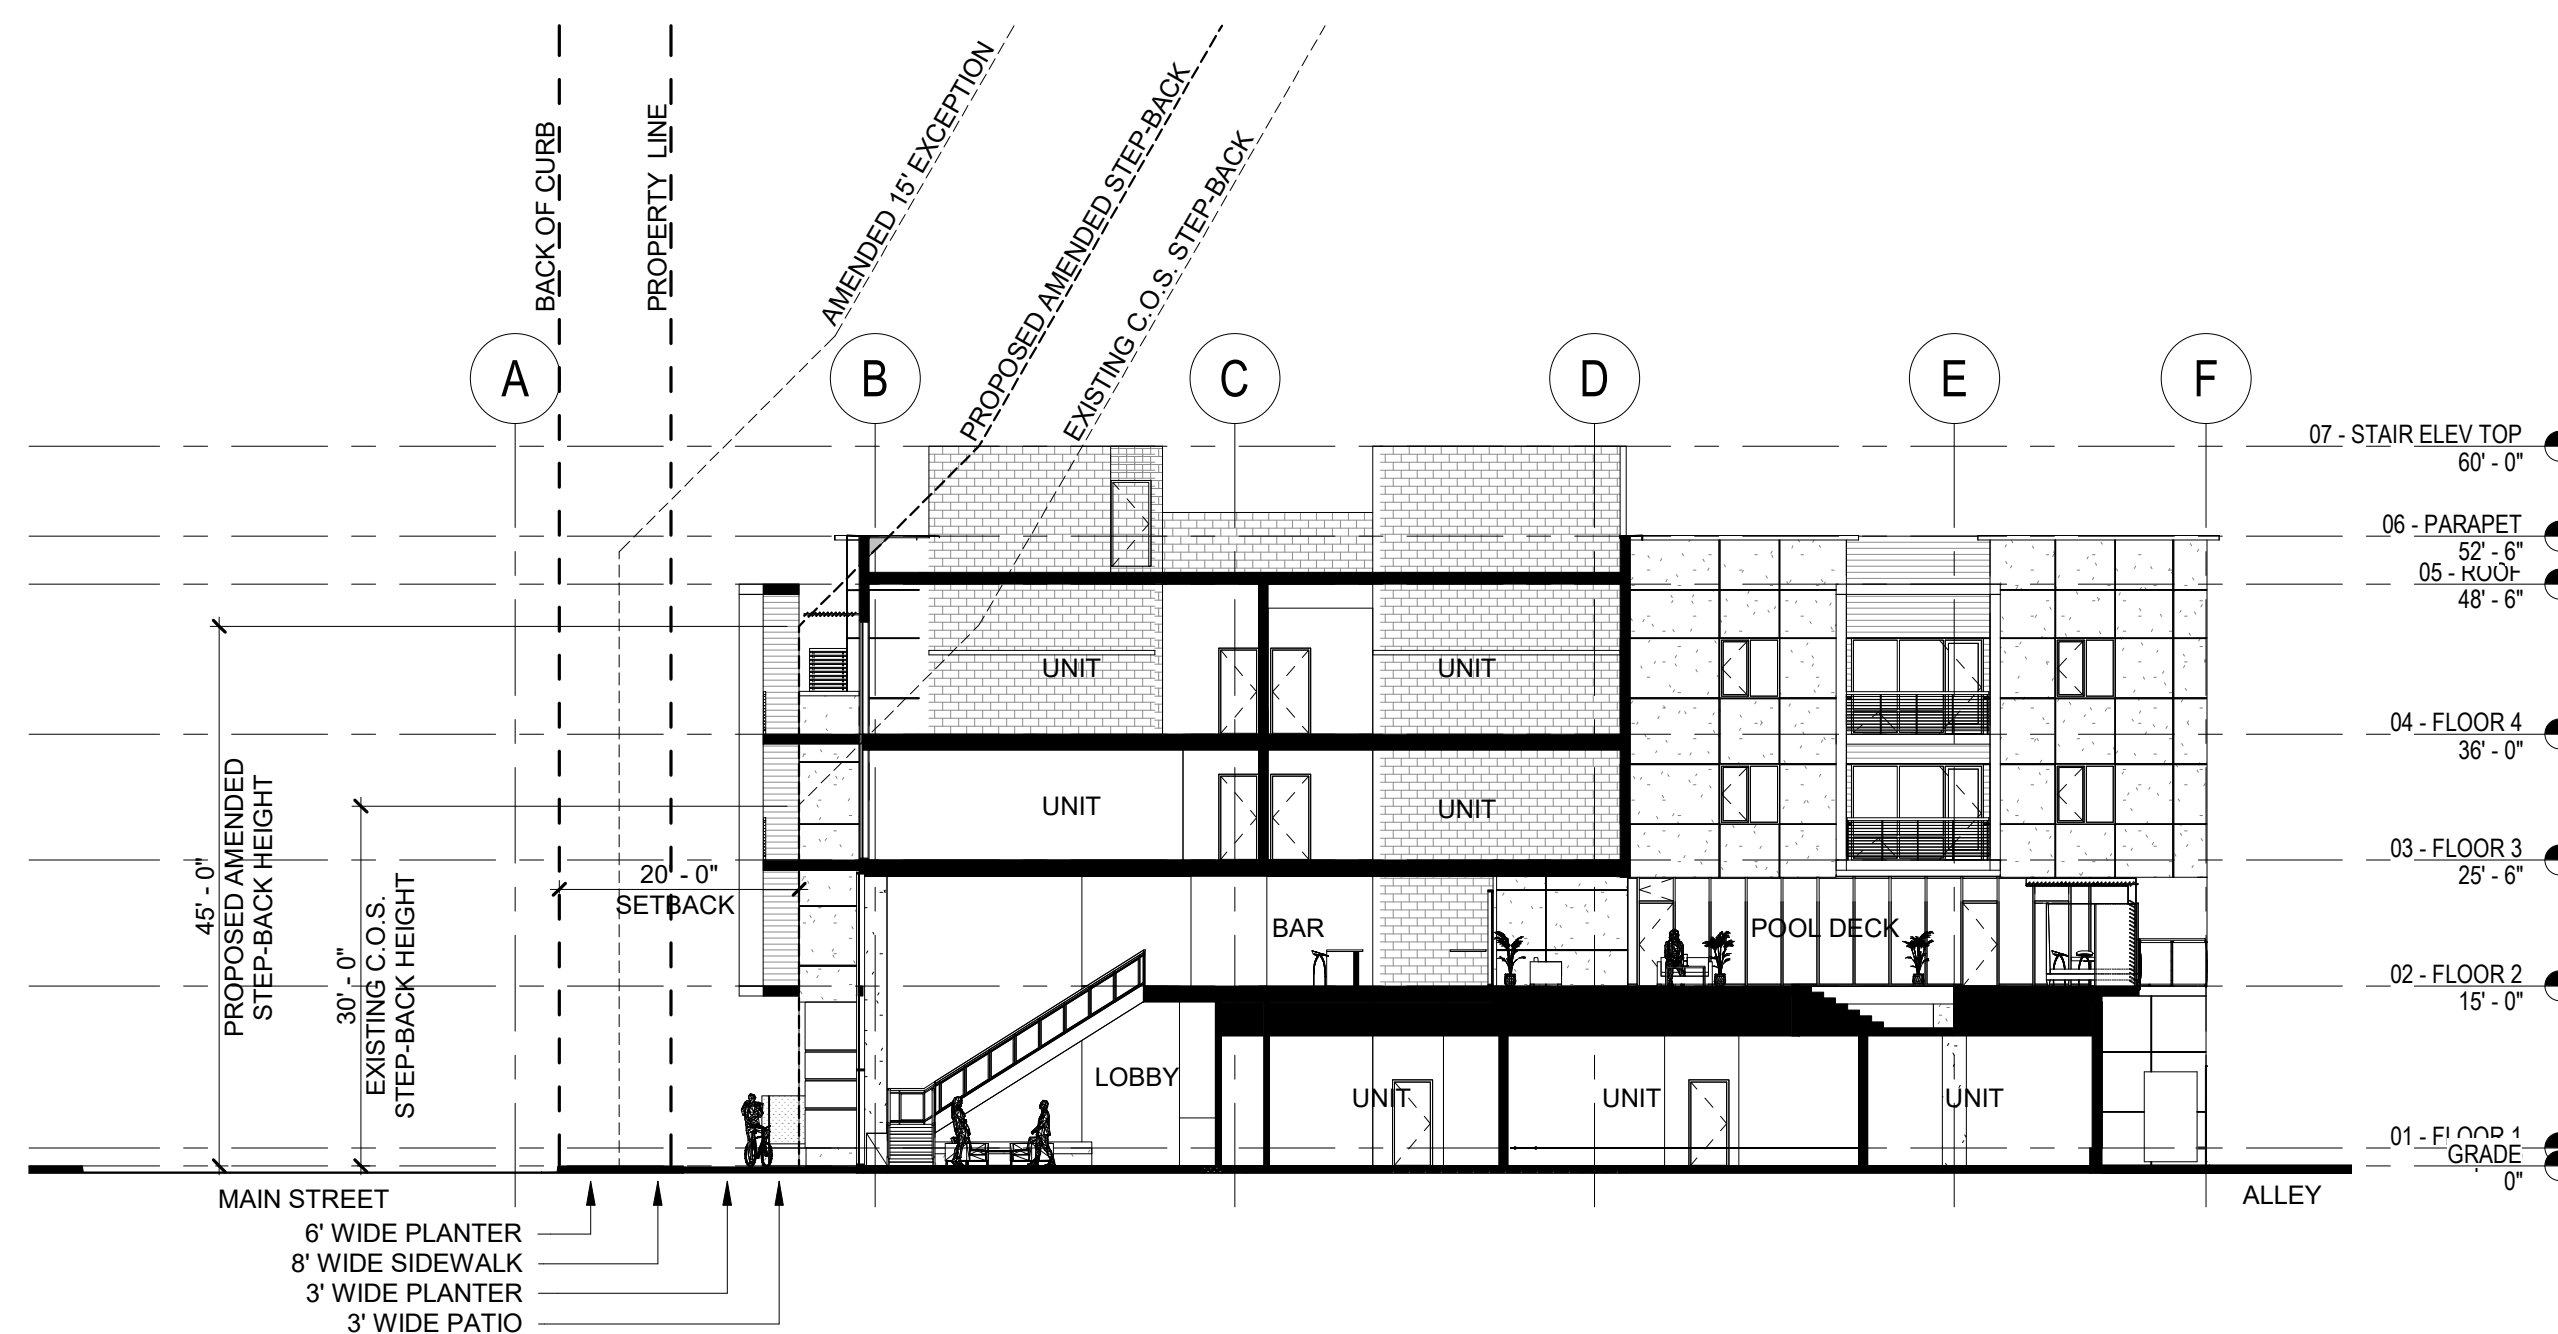 BACK OF CURB
PROPERTY LINE
AMENDED 15' EXCEPTION
PROPOSED AMENDED STEP-BACK
EXISTING C.O.S. STEP-BACK
A
B
C
D
E
F
07 - STAIR ELEV TOP
60' - 0"
06 - PARAPET
52' - 6"
05 - ROOF
48' - 6"
UNIT
UNIT
04 - FLOOR 4
36' - 0"
UNIT
UNIT
03 - FLOOR 3
25' - 6"
45' - 0"
PROPOSED AMENDED
STEP-BACK HEIGHT
30' - 0"
EXISTING C.O.S.
STEP-BACK HEIGHT
20' - 0"
SETBACK
BAR
POOL DECK
02 - FLOOR 2
15' - 0"
LOBBY
UNIT
UNIT
UNIT
01 - FLOOR 1
GRADE
0"
MAIN STREET
ALLEY
6' WIDE PLANTER
8' WIDE SIDEWALK
3' WIDE PLANTER
3' WIDE PATIO